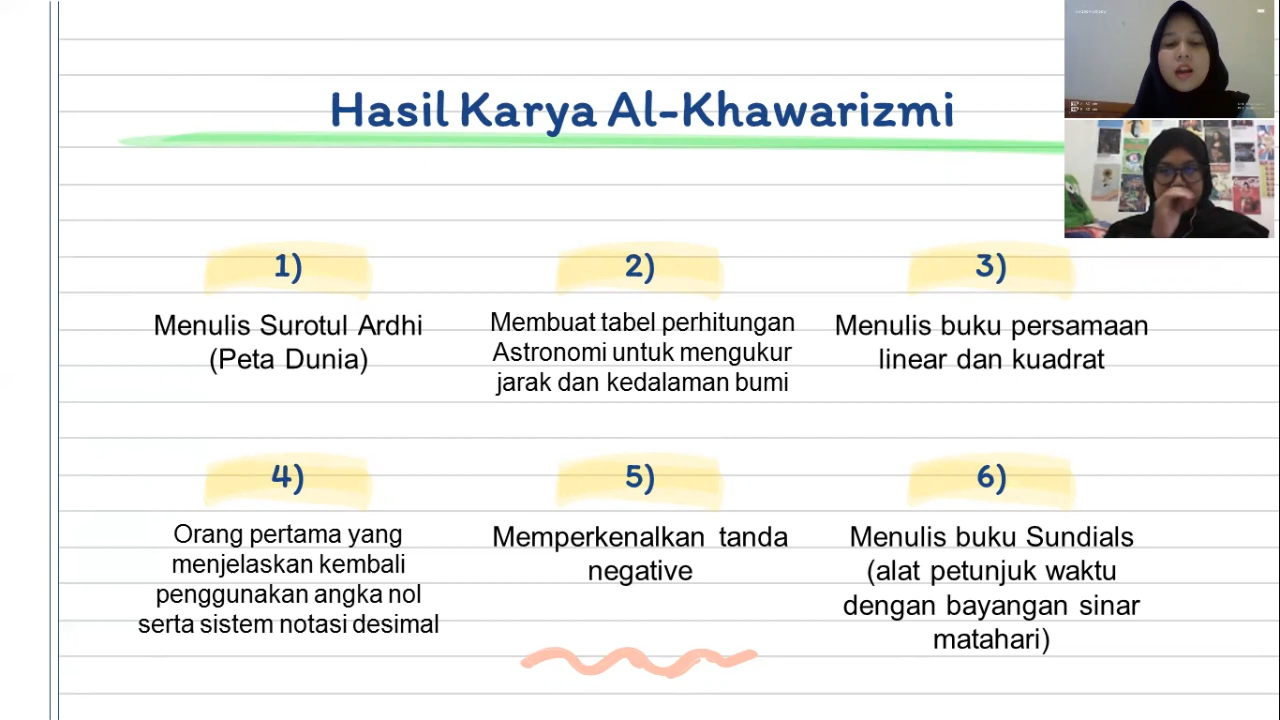 Hasil Karya Al-Khawarizmi
1)
Menulis Surotul Ardhi
(Peta Dunia)
2)
Membuat tabel perhitungan
Astronomi untuk mengukur
jarak dan kedalaman bumi
3)
Menulis buku persamaan
linear dan kuadrat
4)
Orang pertama yang
menjelaskan kembali
penggunakan angka nol
serta sistem notasi desimal
5)
Memperkenalkan tanda
negative
6)
Menulis buku Sundials
(alat petunjuk waktu
dengan bayangan sinar
matahari)